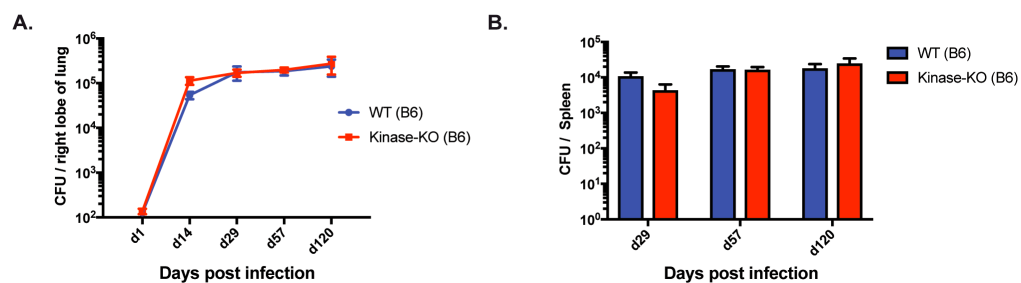 A.
CFU / right lobe of lung
10^6
10^5
10^4
10^3
10^2
d1
d14
d29
d57
d120
Days post infection
WT (B6)
Kinase-KO (B6)
B.
CFU / Spleen
10^5
10^4
10^3
10^2
10^1
10^0
d29
d57
d120
Days post infection
WT (B6)
Kinase-KO (B6)